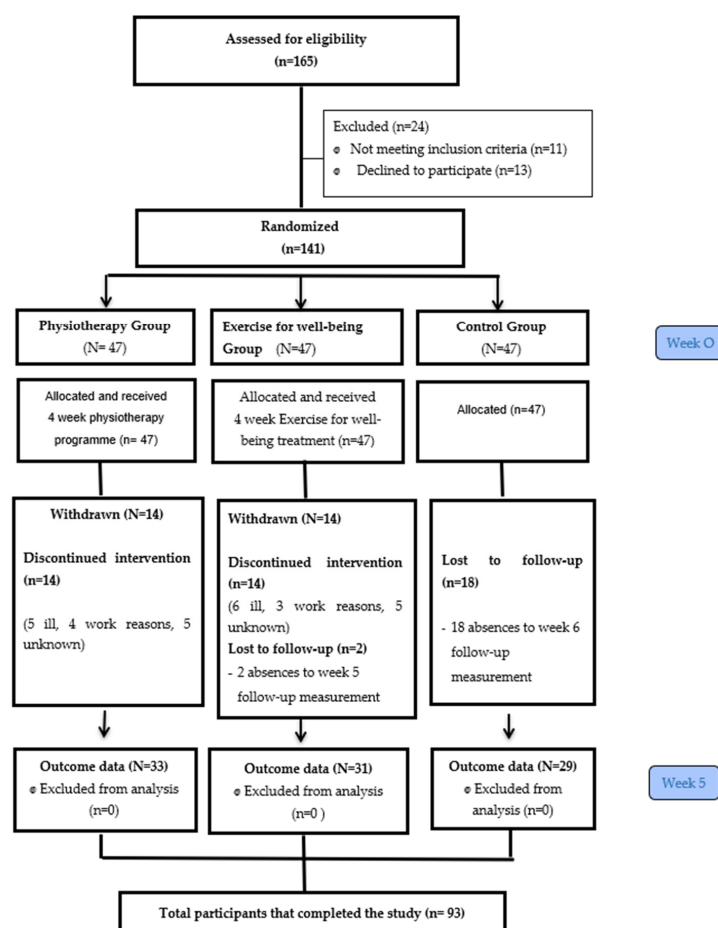 Assessed for eligibility
(n=165)
Excluded (n=24)
Not meeting inclusion criteria (n=11)
Declined to participate (n=13)
Randomized
(n=141)
Physiotherapy Group
(N= 47)
Exercise for well-being
Group (N=47)
Control Group
(N=47)
Week O
Allocated and received
4 week physiotherapy
programme (n= 47)
Allocated and received
4 week Exercise for well-
being treatment (n=47)
Allocated (n=47)
Withdrawn (N=14)
Discontinued intervention
(n=14)
(5 ill, 4 work reasons, 5
unknown)
Withdrawn (N=14)
Discontinued intervention
(n=14)
(6 ill, 3 work reasons, 5
unknown)
Lost to follow-up (n=2)
- 2 absences to week 5
follow-up measurement
Lost to follow-up
(n=18)
- 18 absences to week 6
follow-up
measurement
Outcome data (N=33)
Excluded from analysis
(n=0)
Outcome data (N=31)
Excluded from analysis
(n=0 )
Outcome data (N=29)
Excluded from
analysis (n=0)
Week 5
Total participants that completed the study (n= 93)